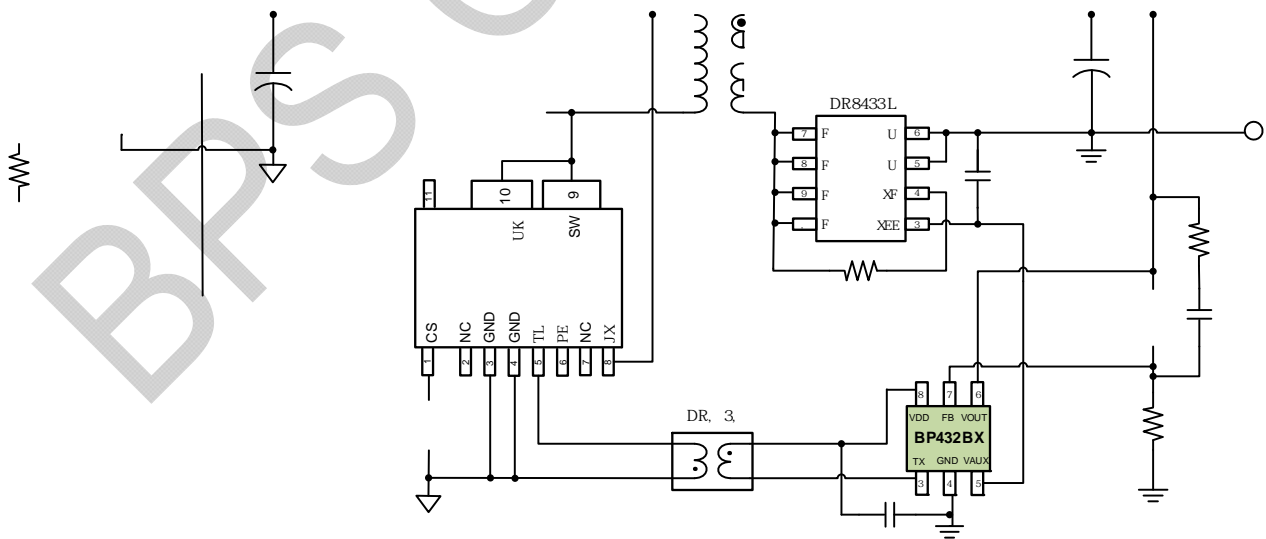 BPS
DR8433L
7 F U 6
8 F U 5
9 F XF 4
F XEE 3
11 10 9
UK SW
CS NC GND GND TL PE NC JX
1 2 3 4 5 6 7 8
DR, 3,
8 7 6
VDD FB VOUT
BP432BX
TX GND VAUX
3 4 5